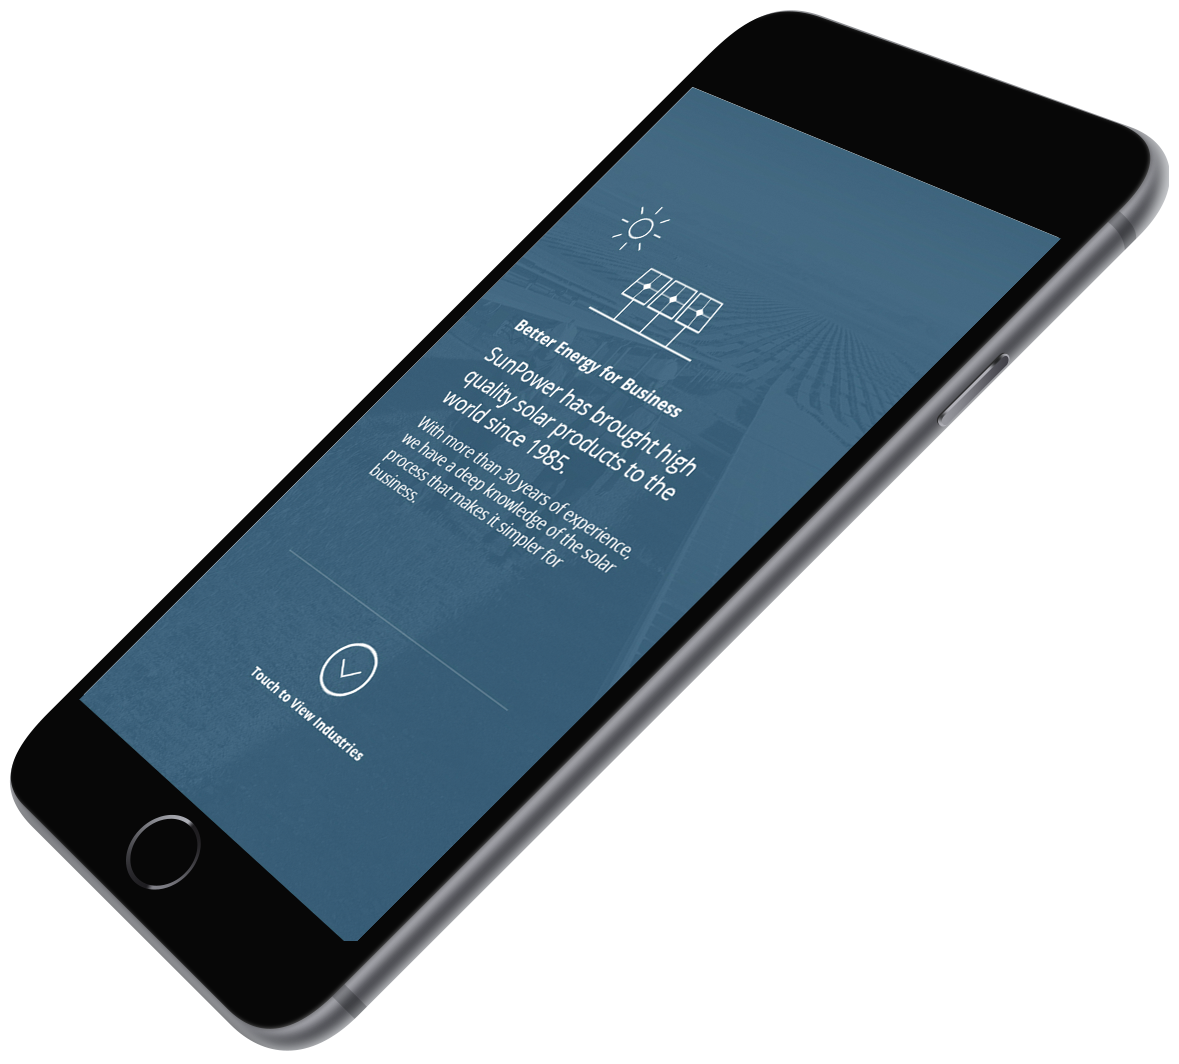 Better Energy for Business
SunPower has brought high
quality solar products to the
world since 1985.
With more than 30 years of experience,
we have a deep knowledge of the solar
process that makes it simpler for
business.
Touch to View Industries